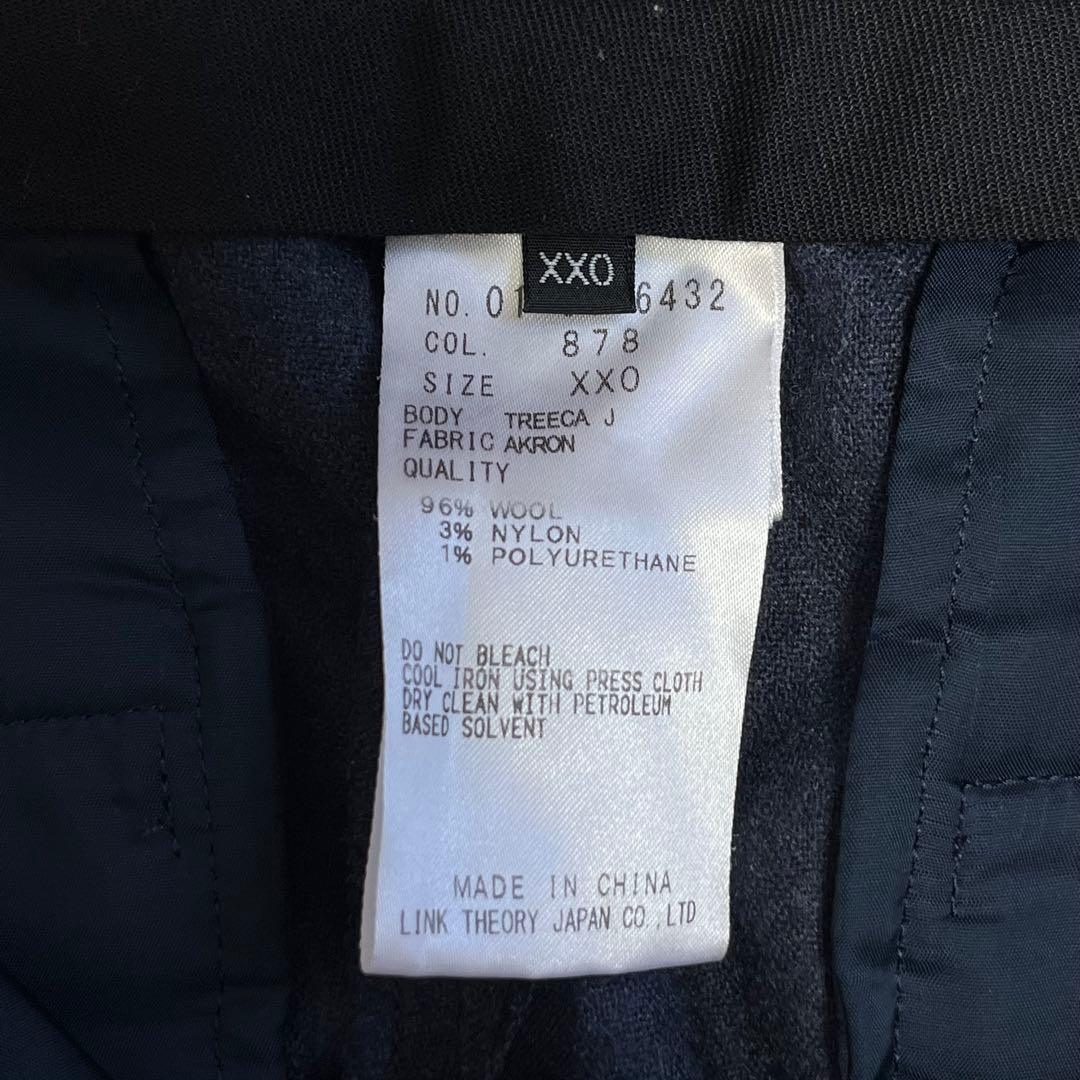 XXO
NO. 01 6432
COL. 878
SIZE XXO
BODY TREECA J
FABRIC AKRON
QUALITY
96% WOOL
3% NYLON
1% POLYURETHANE
DO NOT BLEACH
COOL IRON USING PRESS CLOTH
DRY CLEAN WITH PETROLEUM
BASED SOLVENT
MADE IN CHINA
LINK THEORY JAPAN CO.,LTD